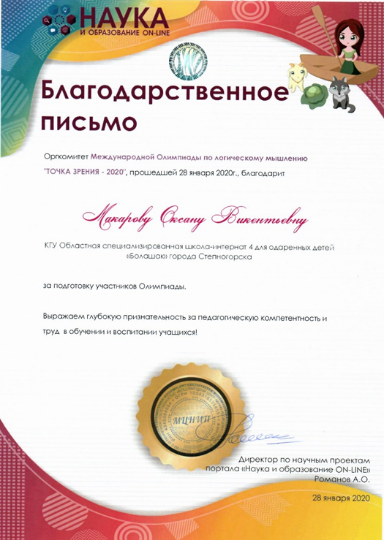 НАУКА
И ОБРАЗОВАНИЕ ON-LINE
Благодарственное
письмо
Оргкомитет Международной Олимпиады по логическому мышлению
"ТОЧКА ЗРЕНИЯ - 2020", прошедшей 28 января 2020г., благодарит
Макарову Оксану Викентьевну
КГУ Областная специализированная школа-интернат 4 для одаренных детей
«Болашак» города Степногорска
за подготовку участников Олимпиады.
Выражаем глубокую признательность за педагогическую компетентность и
труд в обучении и воспитании учащихся!
МЦНИП
Директор по научным проектам
портала «Наука и образование ON-LINE»
Романов А.О.
28 января 2020